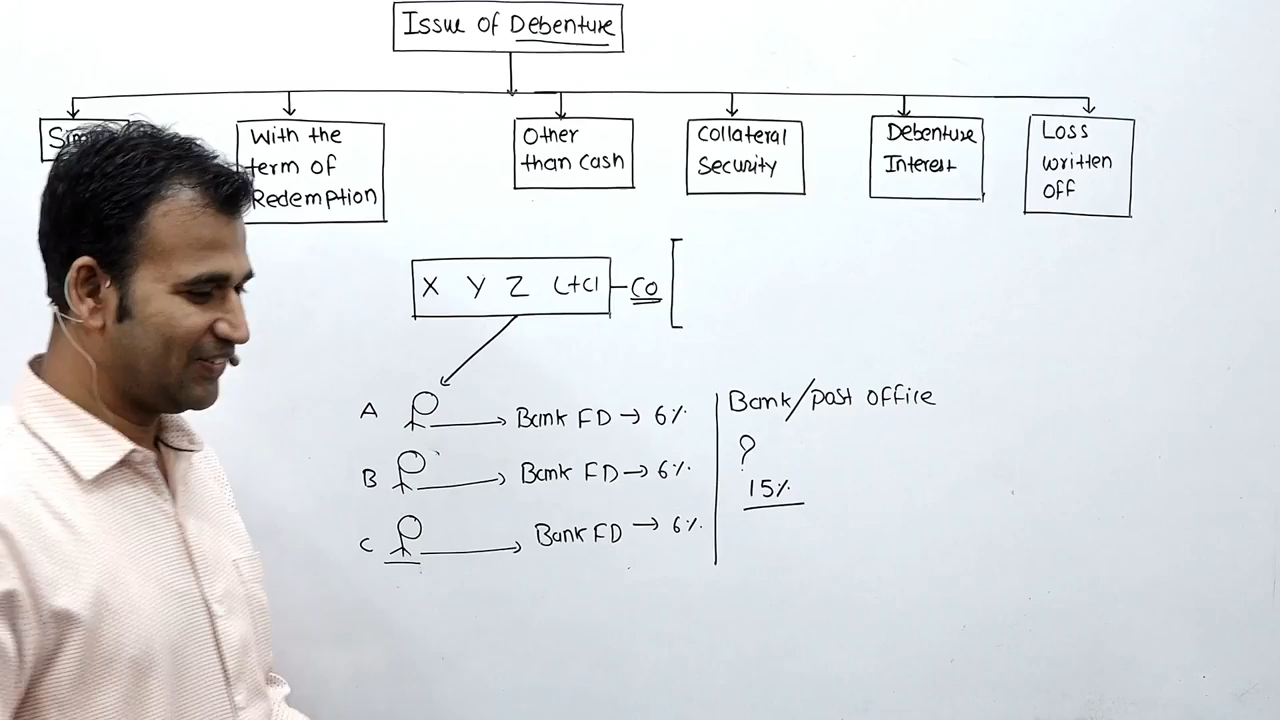 Issue of Debenture
With the
term of
Redemption
Other
than cash
Collateral
Security
Debenture
Interest
Loss
written
off
X Y Z Ltd
Co
A Bank FD → 6%
B Bank FD → 6%
C Bank FD → 6%
Bank/post office
?
15%